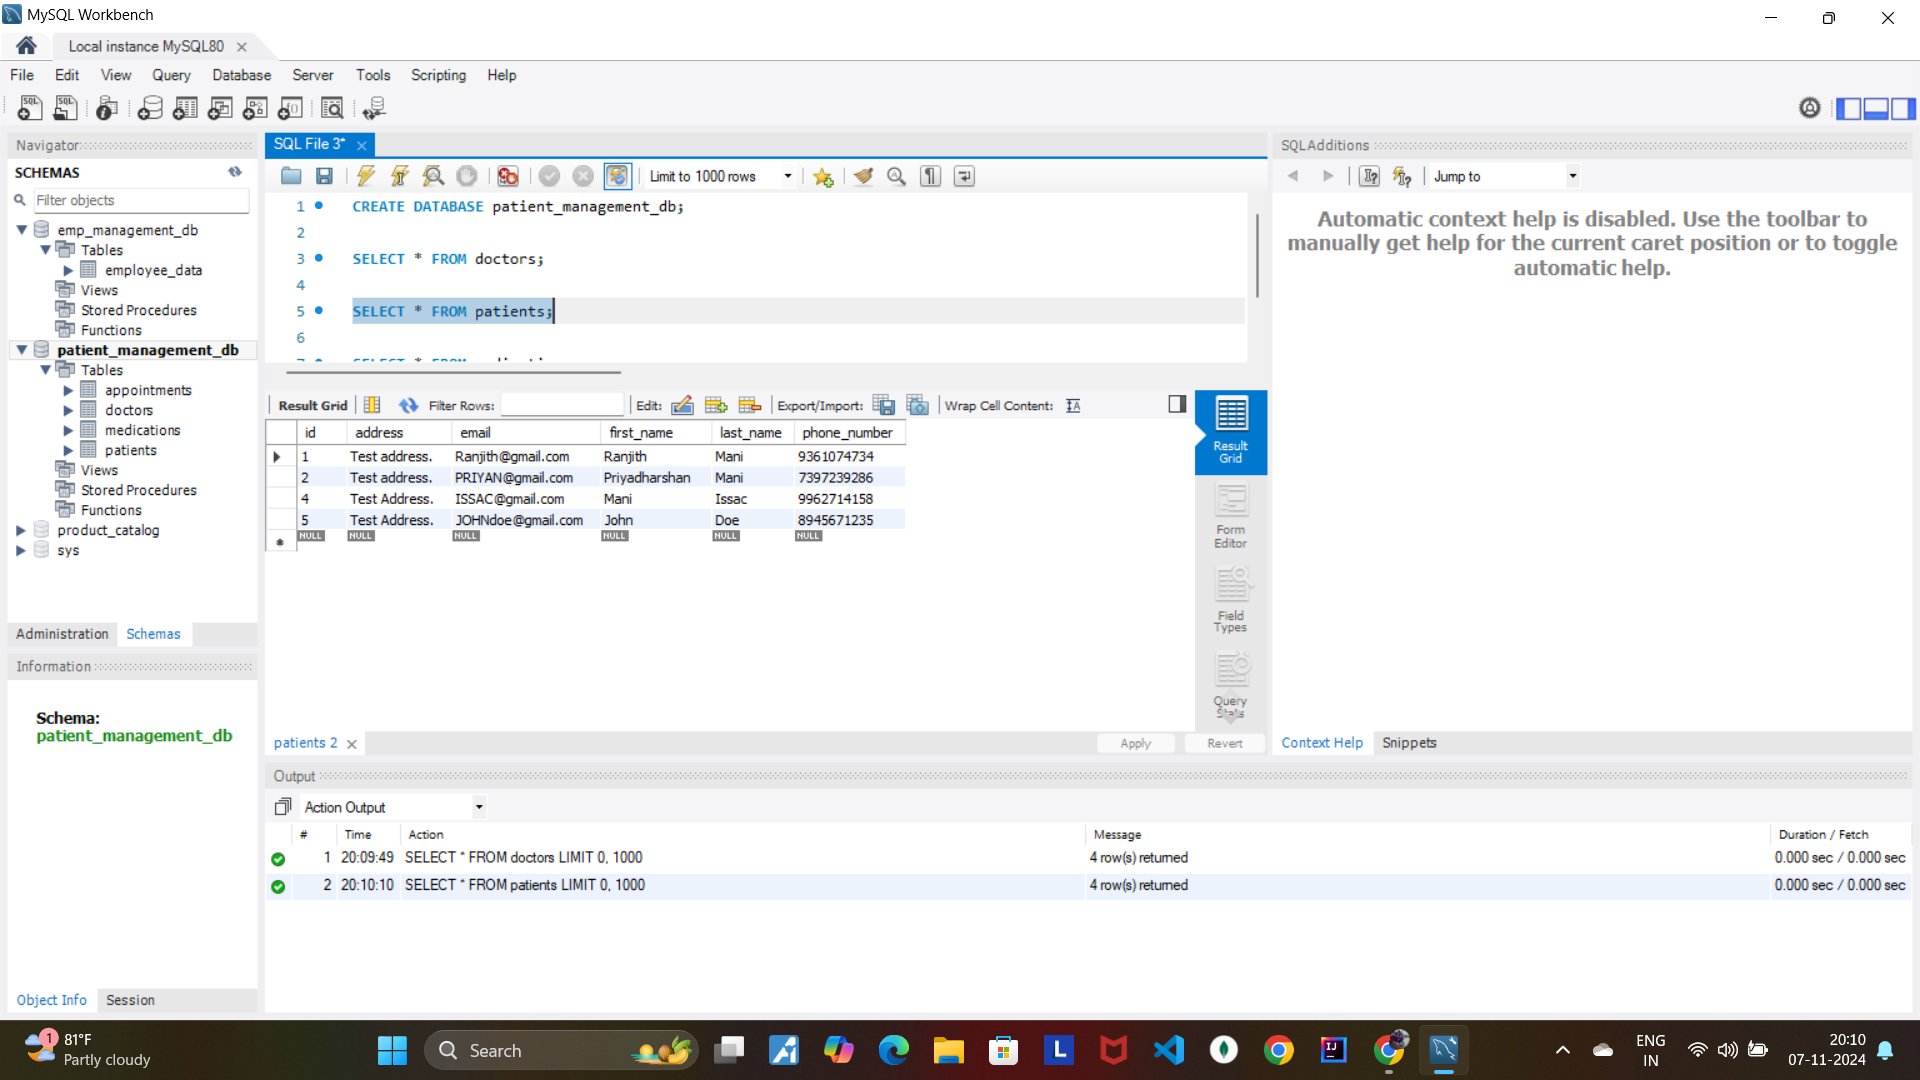 MySQL Workbench
Local instance MySQL80
File Edit View Query Database Server Tools Scripting Help
Navigator
SCHEMAS
Filter objects
emp_management_db
Tables
employee_data
Views
Stored Procedures
Functions
patient_management_db
Tables
appointments
doctors
medications
patients
Views
Stored Procedures
Functions
product_catalog
sys
Administration Schemas
Information
Schema:
patient_management_db
Object Info Session
SQL File 3*
Limit to 1000 rows
1 CREATE DATABASE patient_management_db;
2
3 SELECT * FROM doctors;
4
5 SELECT * FROM patients;
6
Result Grid Filter Rows: Edit: Export/Import: Wrap Cell Content:
id address email first_name last_name phone_number
1 Test address. Ranjith@gmail.com Ranjith Mani 9361074734
2 Test address. PRIYAN@gmail.com Priyadharshan Mani 7397239286
4 Test Address. ISSAC@gmail.com Mani Issac 9962714158
5 Test Address. JOHNdoe@gmail.com John Doe 8945671235
NULL NULL NULL NULL NULL NULL
Result
Grid
Form
Editor
Field
Types
Query
Stats
patients 2 Apply Revert
SQLAdditions
Jump to
Automatic context help is disabled. Use the toolbar to
manually get help for the current caret position or to toggle
automatic help.
Context Help Snippets
Output
Action Output
# Time Action Message Duration / Fetch
1 20:09:49 SELECT * FROM doctors LIMIT 0, 1000 4 row(s) returned 0.000 sec / 0.000 sec
2 20:10:10 SELECT * FROM patients LIMIT 0, 1000 4 row(s) returned 0.000 sec / 0.000 sec
1
81°F
Partly cloudy
Search
ENG
IN
20:10
07-11-2024